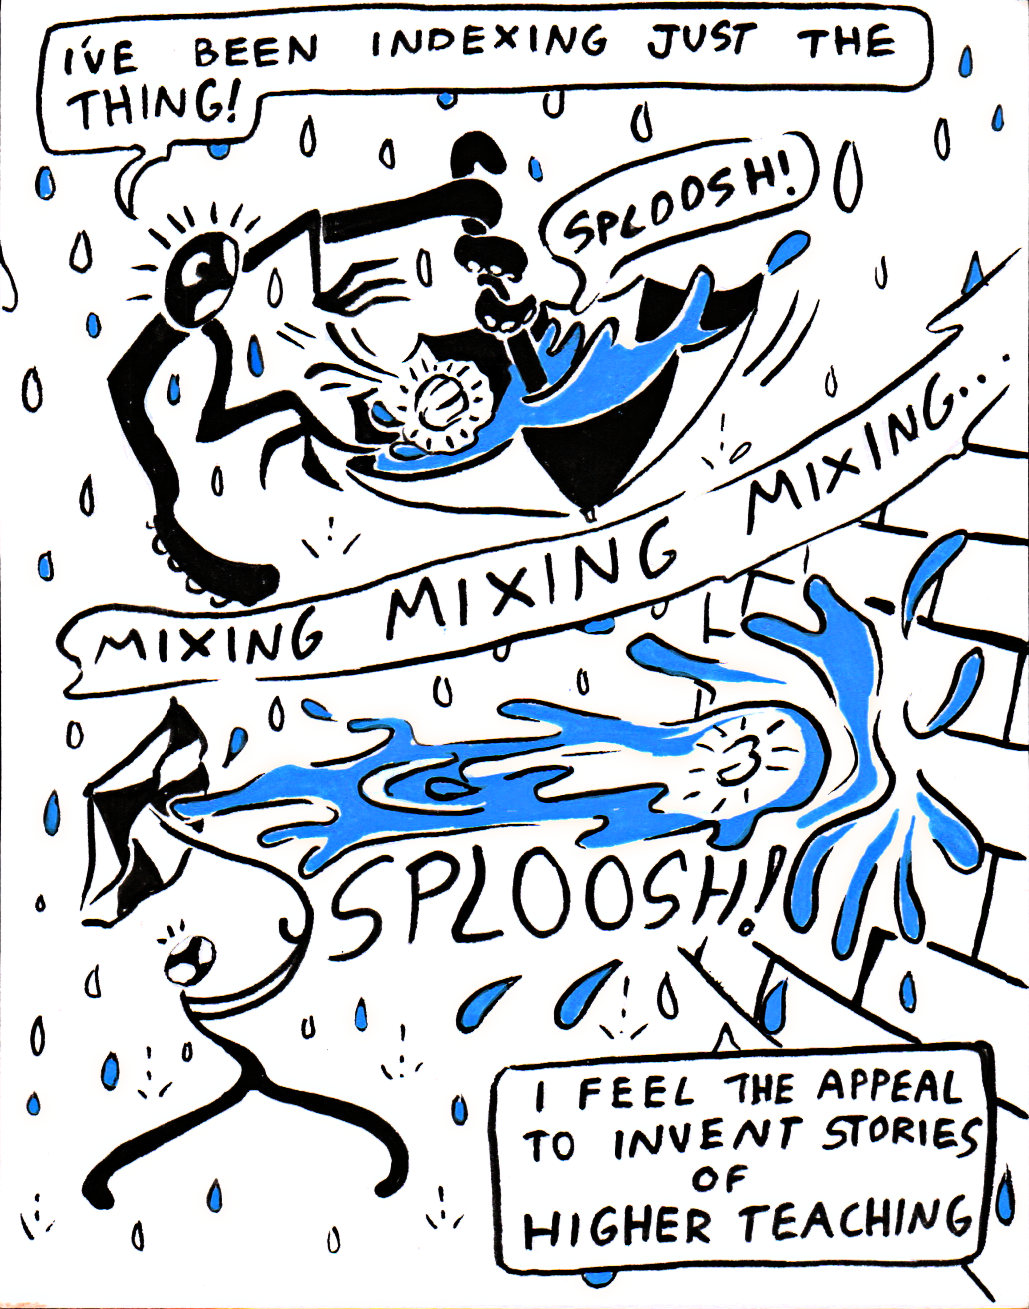 I'VE BEEN INDEXING JUST THE
THING!
SPLOOSH!
MIXING MIXING MIXING...
SPLOOSH!
I FEEL THE APPEAL
TO INVENT STORIES
OF
HIGHER TEACHING